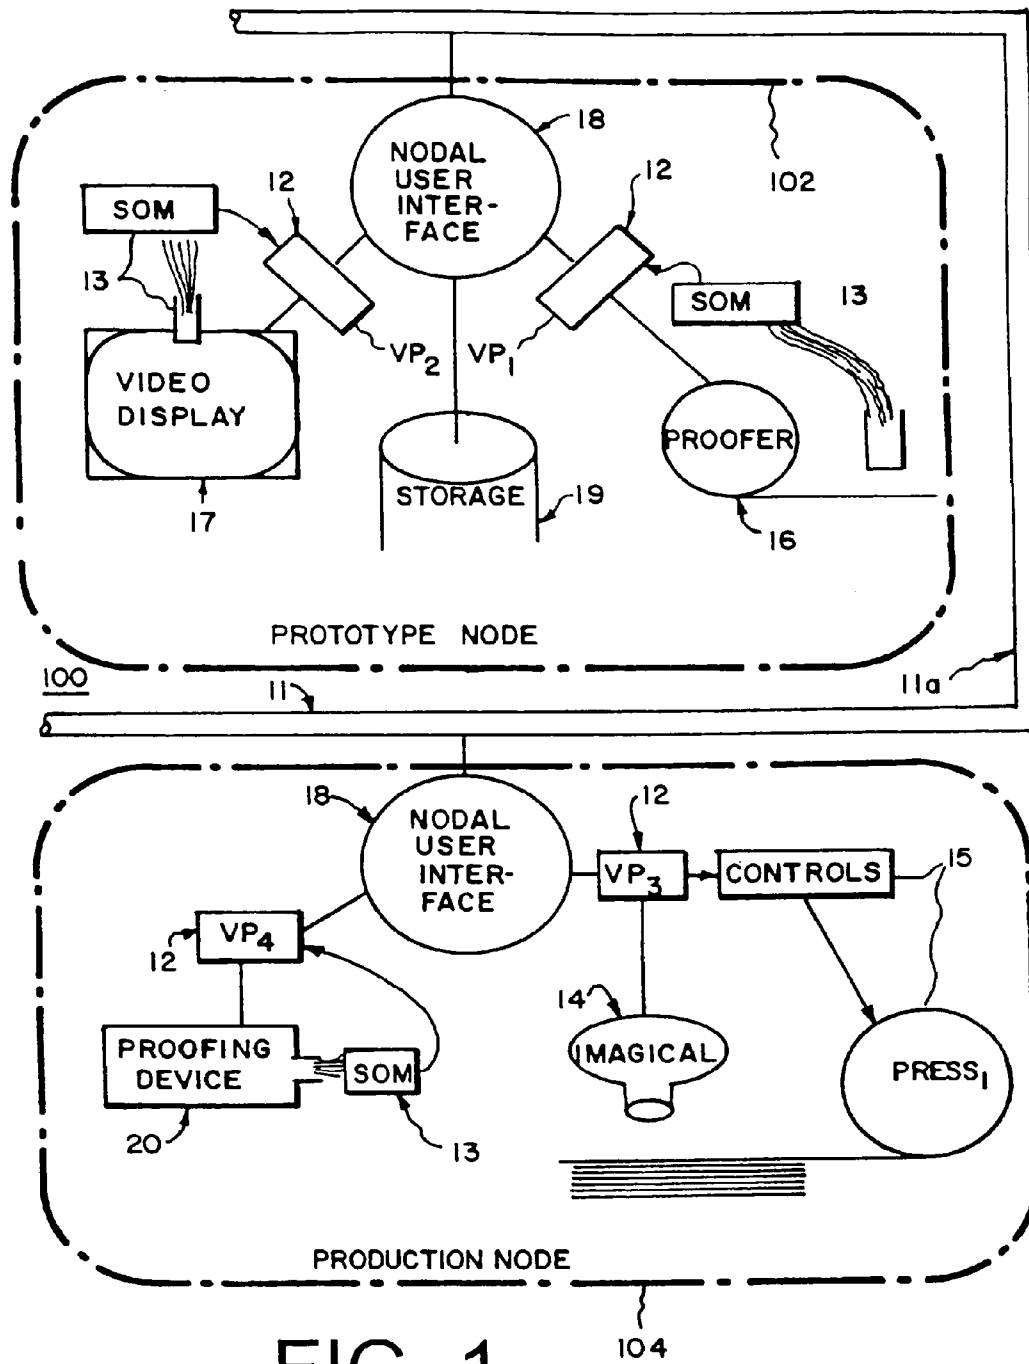 18
NODAL
USER
INTER-
FACE
12
12
102
SOM
13
SOM
13
VP2
VP1
VIDEO
DISPLAY
PROOFER
STORAGE
17
19
16
PROTOTYPE NODE
100
11
11a
18
NODAL
USER
INTER-
FACE
12
VP3
CONTROLS
15
12
VP4
14
IMAGICAL
PROOFING
DEVICE
SOM
PRESS1
20
13
PRODUCTION NODE
104
FIG. 1